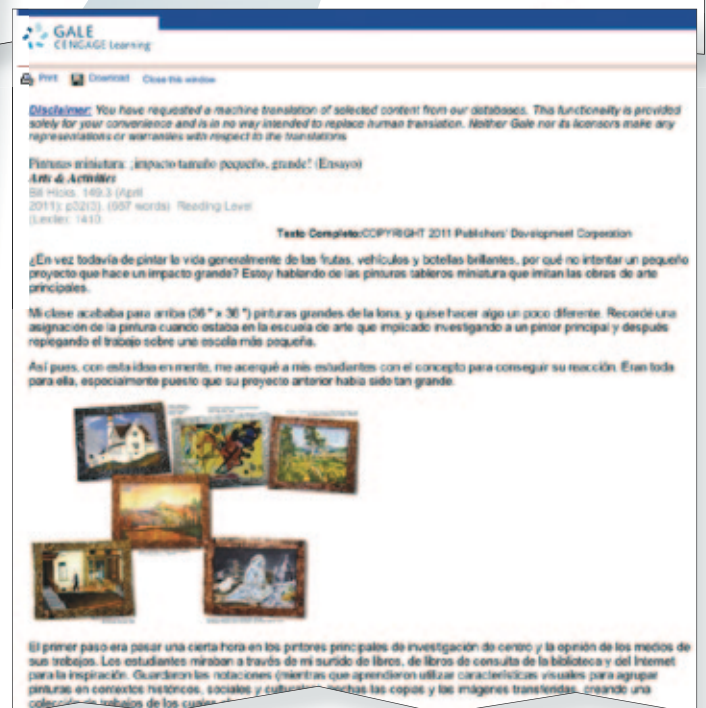 GALE
CENGAGE Learning
Print Download Close this window
Disclaimer: You have requested a machine translation of selected content from our databases. This functionality is provided
solely for your convenience and is in no way intended to replace human translation. Neither Gale nor its licensors make any
representations or warranties with respect to the translations
Pinturas miniatura: ¡impacto tamaño pequeño, grande! (Ensayo)
Arts & Activities
Bill Hicks. 149.3 (April
2011): p32(3). (957 words) Reading Level
(Lexile): 1410.
Texto Completo:COPYRIGHT 2011 Publishers' Development Corporation
¿En vez todavía de pintar la vida generalmente de las frutas, vehículos y botellas brillantes, por qué no intentar un pequeño
proyecto que hace un impacto grande? Estoy hablando de las pinturas tableros miniatura que imitan las obras de arte
principales.
Mi clase acababa para arriba (36 " x 36 ") pinturas grandes de la lona, y quise hacer algo un poco diferente. Recordé una
asignación de la pintura cuando estaba en la escuela de arte que implicado investigando a un pintor principal y después
replegando el trabajo sobre una escala más pequeña.
Así pues, con esta idea en mente, me acerqué a mis estudiantes con el concepto para conseguir su reacción. Eran toda
para ella, especialmente puesto que su proyecto anterior había sido tan grande.
El primer paso era pasar una cierta hora en los pintores principales de investigación de centro y la opinión de los medios de
sus trabajos. Los estudiantes miraban a través de mi surtido de libros, de libros de consulta de la biblioteca y del Internet
para la inspiración. Guardaron las notaciones (mientras que aprendieron utilizar características visuales para agrupar
pinturas en contextos históricos, sociales y las copias y las imágenes transferidas, creando una
colección de trabajos de los cuales